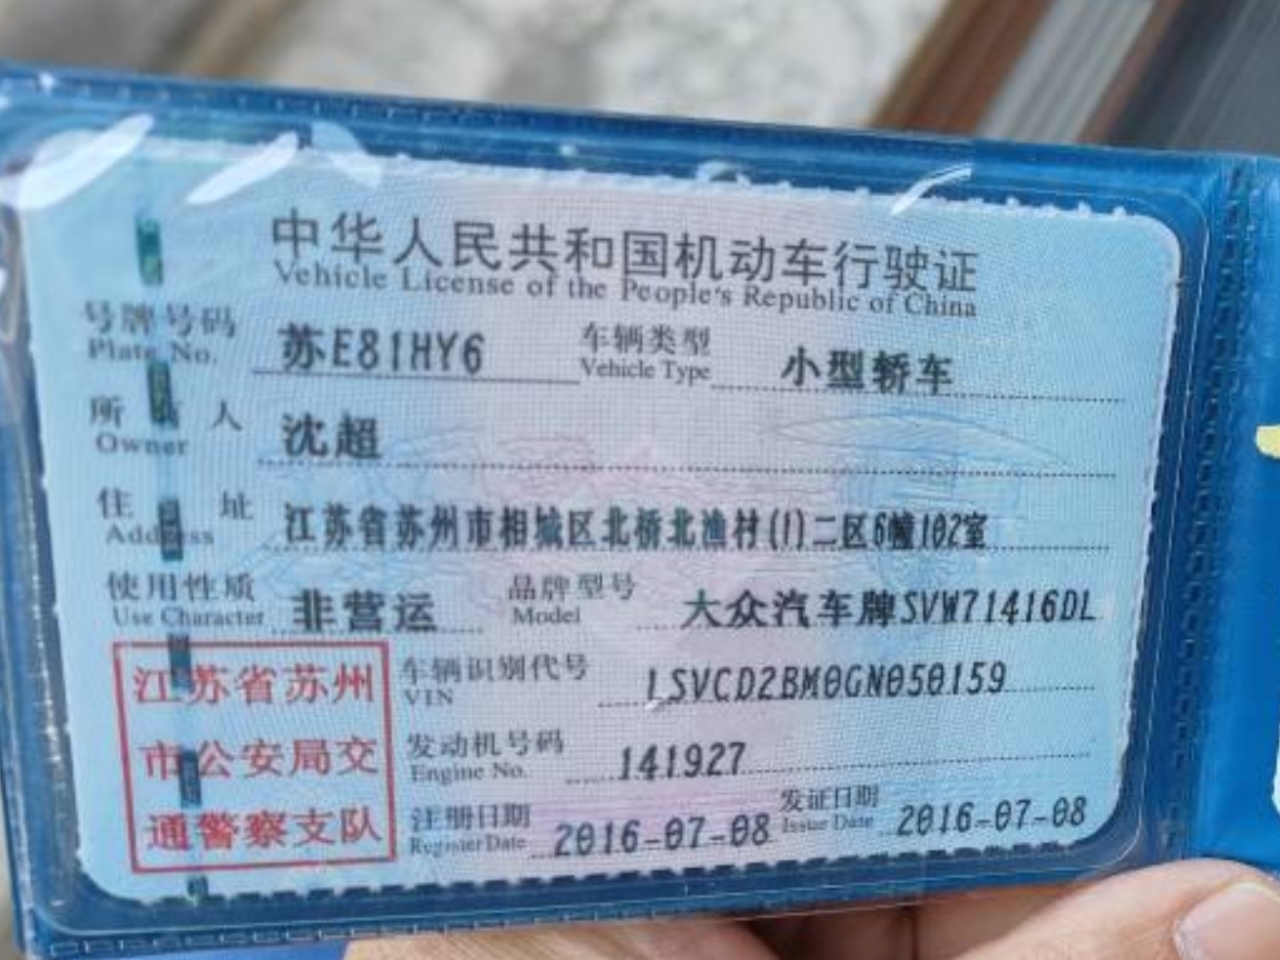 中华人民共和国机动车行驶证
Vehicle License of the People's Republic of China
号牌号码 苏E81HY6 车辆类型 小型轿车
Plate No. Vehicle Type
所 人 沈超
Owner
住 址 江苏省苏州市相城区北桥北渔村(1)二区6幢102室
Address
使用性质 非营运 品牌型号 大众汽车牌SVW71416DL
Use Character Model
车辆识别代号 LSVCD2BM0GN050159
VIN
发动机号码 141927
Engine No.
注册日期 2016-07-08 发证日期 2016-07-08
Register Date Issue Date
江苏省苏州
市公安局交
通警察支队